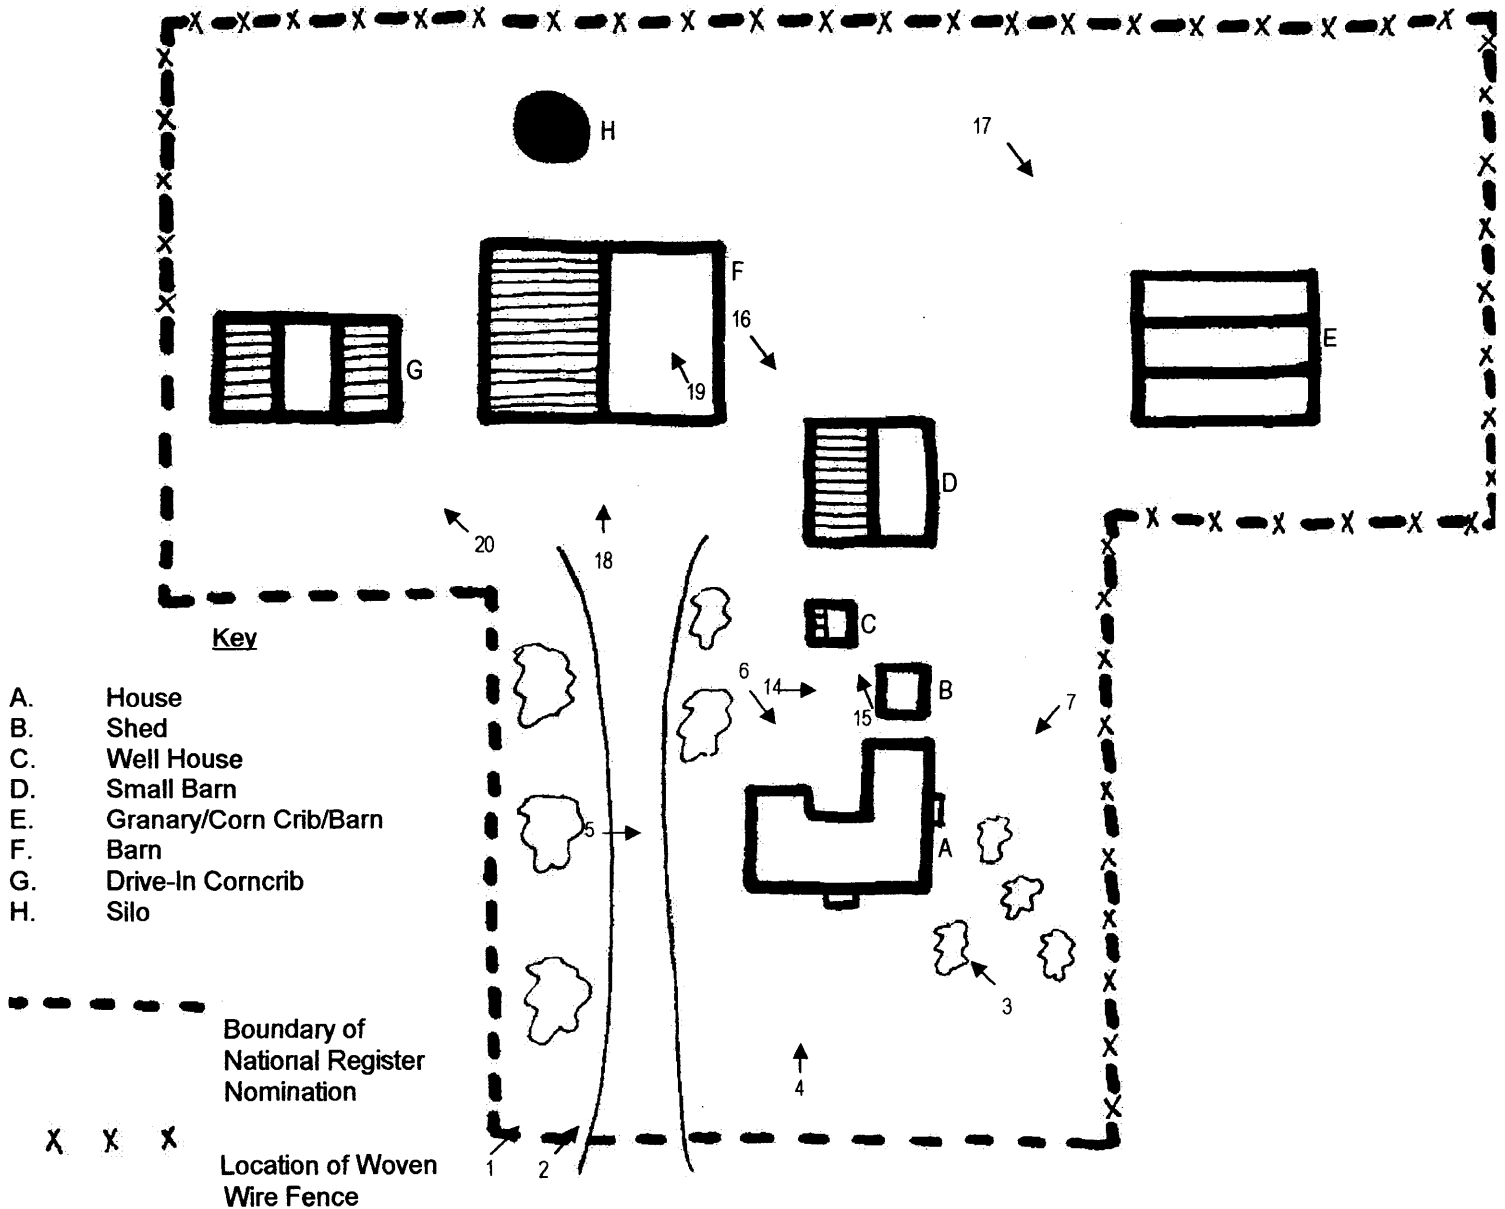 H
17
F
16
E
G
19
D
20
18
Key
C
6
14
B
A. House
15
7
B. Shed
C. Well House
D. Small Barn
E. Granary/Corn Crib/Barn
5
A
F. Barn
G. Drive-In Corncrib
H. Silo
3
Boundary of
National Register
Nomination
4
X X X
Location of Woven
Wire Fence
1
2